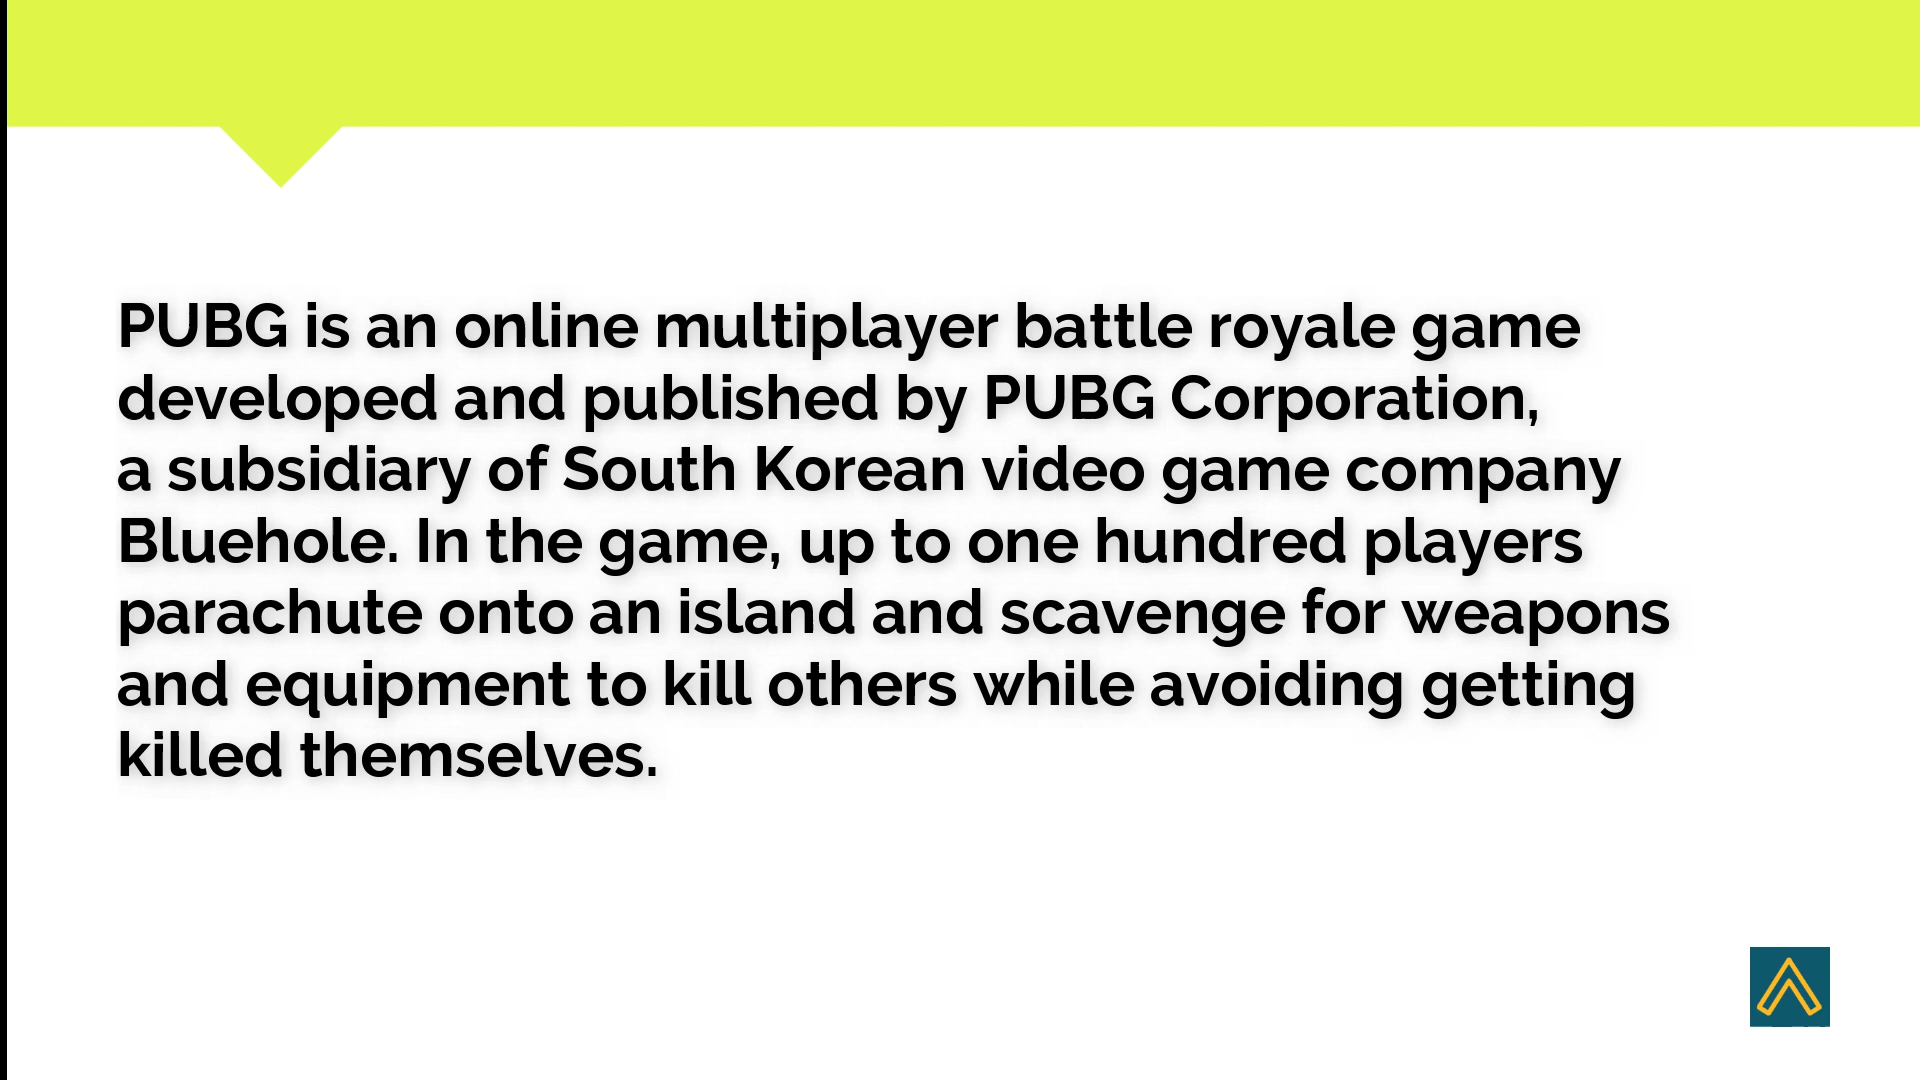 PUBG is an online multiplayer battle royale game
developed and published by PUBG Corporation,
a subsidiary of South Korean video game company
Bluehole. In the game, up to one hundred players
parachute onto an island and scavenge for weapons
and equipment to kill others while avoiding getting
killed themselves.